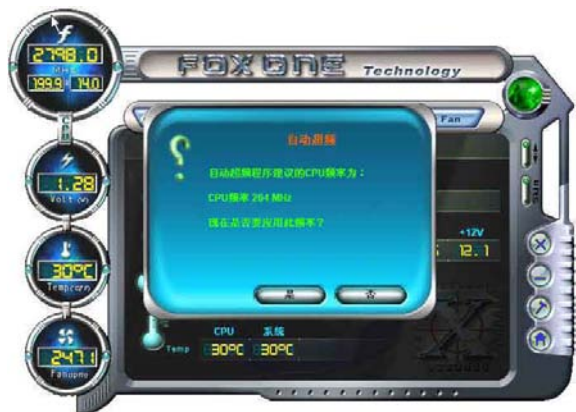 2798.0
MHz
199.9 14.0
CPU
FOX ONE Technology
Fan
自动超频
自动超频程序建议的CPU频率为：
CPU频率 204 MHz
现在是否要应用此频率？
是 否
1.28
Volt (V)
+12V
12.1
30°C
2471
CPU 系统
Temp 30°C 30°C